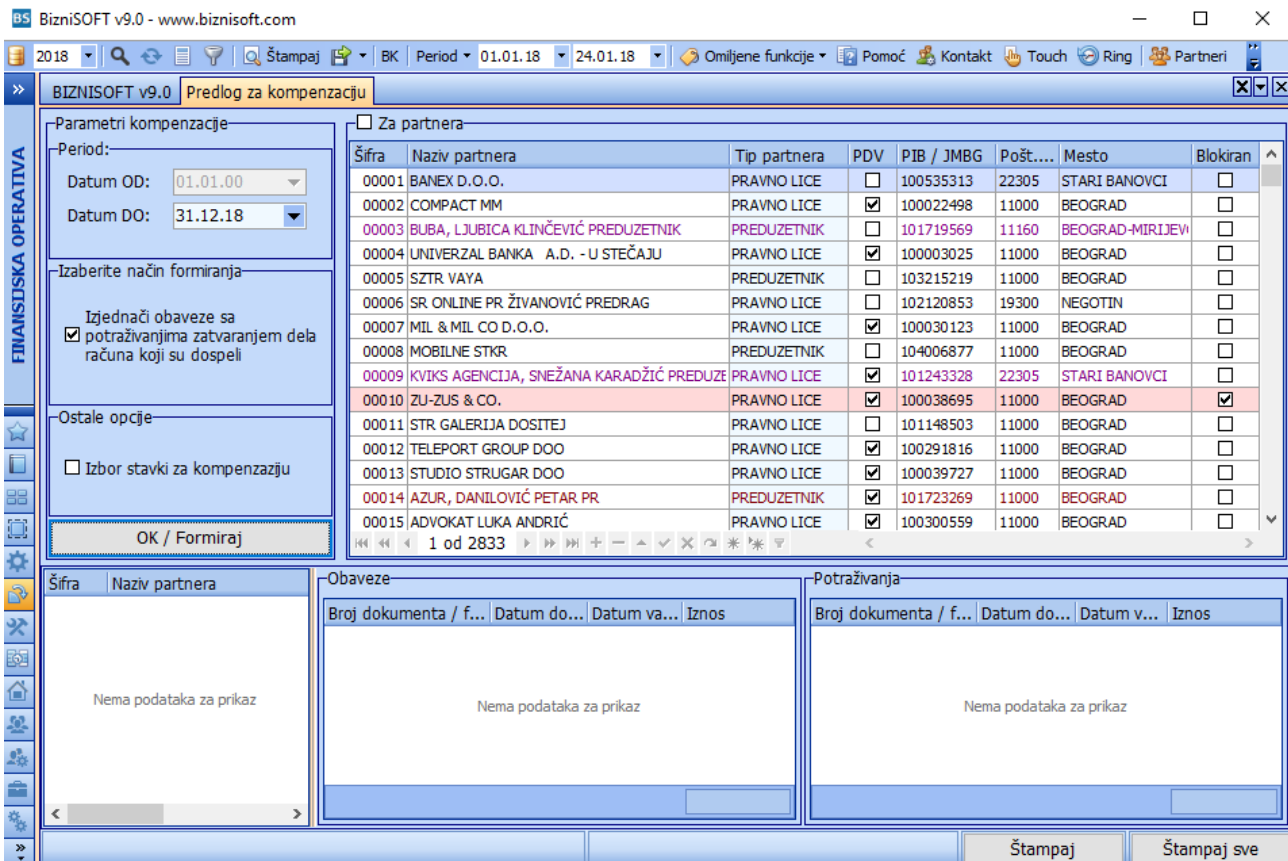 BS BizniSOFT v9.0 - www.biznisoft.com
2018 Štampaj BK Period 01.01.18 24.01.18 Omiljene funkcije Pomoć Kontakt Touch Ring Partneri
BIZNISOFT v9.0 Predlog za kompenzaciju
FINANSIJSKA OPERATIVA
Parametri kompenzacije
Period:
Datum OD: 01.01.00
Datum DO: 31.12.18
Izaberite način formiranja
Izjednači obaveze sa
potraživanjima zatvaranjem dela
računa koji su dospeli
Ostale opcije
Izbor stavki za kompenzaziju
OK / Formiraj
Za partnera
Šifra Naziv partnera Tip partnera PDV PIB / JMBG Pošt.... Mesto Blokiran
00001 BANEX D.O.O. PRAVNO LICE 100535313 22305 STARI BANOVCI
00002 COMPACT MM PRAVNO LICE 100022498 11000 BEOGRAD
00003 BUBA, LJUBICA KLINČEVIĆ PREDUZETNIK PREDUZETNIK 101719569 11160 BEOGRAD-MIRIJEV
00004 UNIVERZAL BANKA A.D. - U STEČAJU PRAVNO LICE 100003025 11000 BEOGRAD
00005 SZTR VAYA PREDUZETNIK 103215219 11000 BEOGRAD
00006 SR ONLINE PR ŽIVANOVIĆ PREDRAG PRAVNO LICE 102120853 19300 NEGOTIN
00007 MIL & MIL CO D.O.O. PRAVNO LICE 100030123 11000 BEOGRAD
00008 MOBILNE STKR PREDUZETNIK 104006877 11000 BEOGRAD
00009 KVIKS AGENCIJA, SNEŽANA KARADŽIĆ PREDUZE PRAVNO LICE 101243328 22305 STARI BANOVCI
00010 ZU-ZUS & CO. PRAVNO LICE 100038695 11000 BEOGRAD
00011 STR GALERIJA DOSITEJ PRAVNO LICE 101148503 11000 BEOGRAD
00012 TELEPORT GROUP DOO PRAVNO LICE 100291816 11000 BEOGRAD
00013 STUDIO STRUGAR DOO PRAVNO LICE 100039727 11000 BEOGRAD
00014 AZUR, DANILOVIĆ PETAR PR PREDUZETNIK 101723269 11000 BEOGRAD
00015 ADVOKAT LUKA ANDRIĆ PRAVNO LICE 100300559 11000 BEOGRAD
1 od 2833
Šifra Naziv partnera
Nema podataka za prikaz
Obaveze
Broj dokumenta / f... Datum do... Datum va... Iznos
Nema podataka za prikaz
Potraživanja
Broj dokumenta / f... Datum do... Datum v... Iznos
Nema podataka za prikaz
Štampaj Štampaj sve